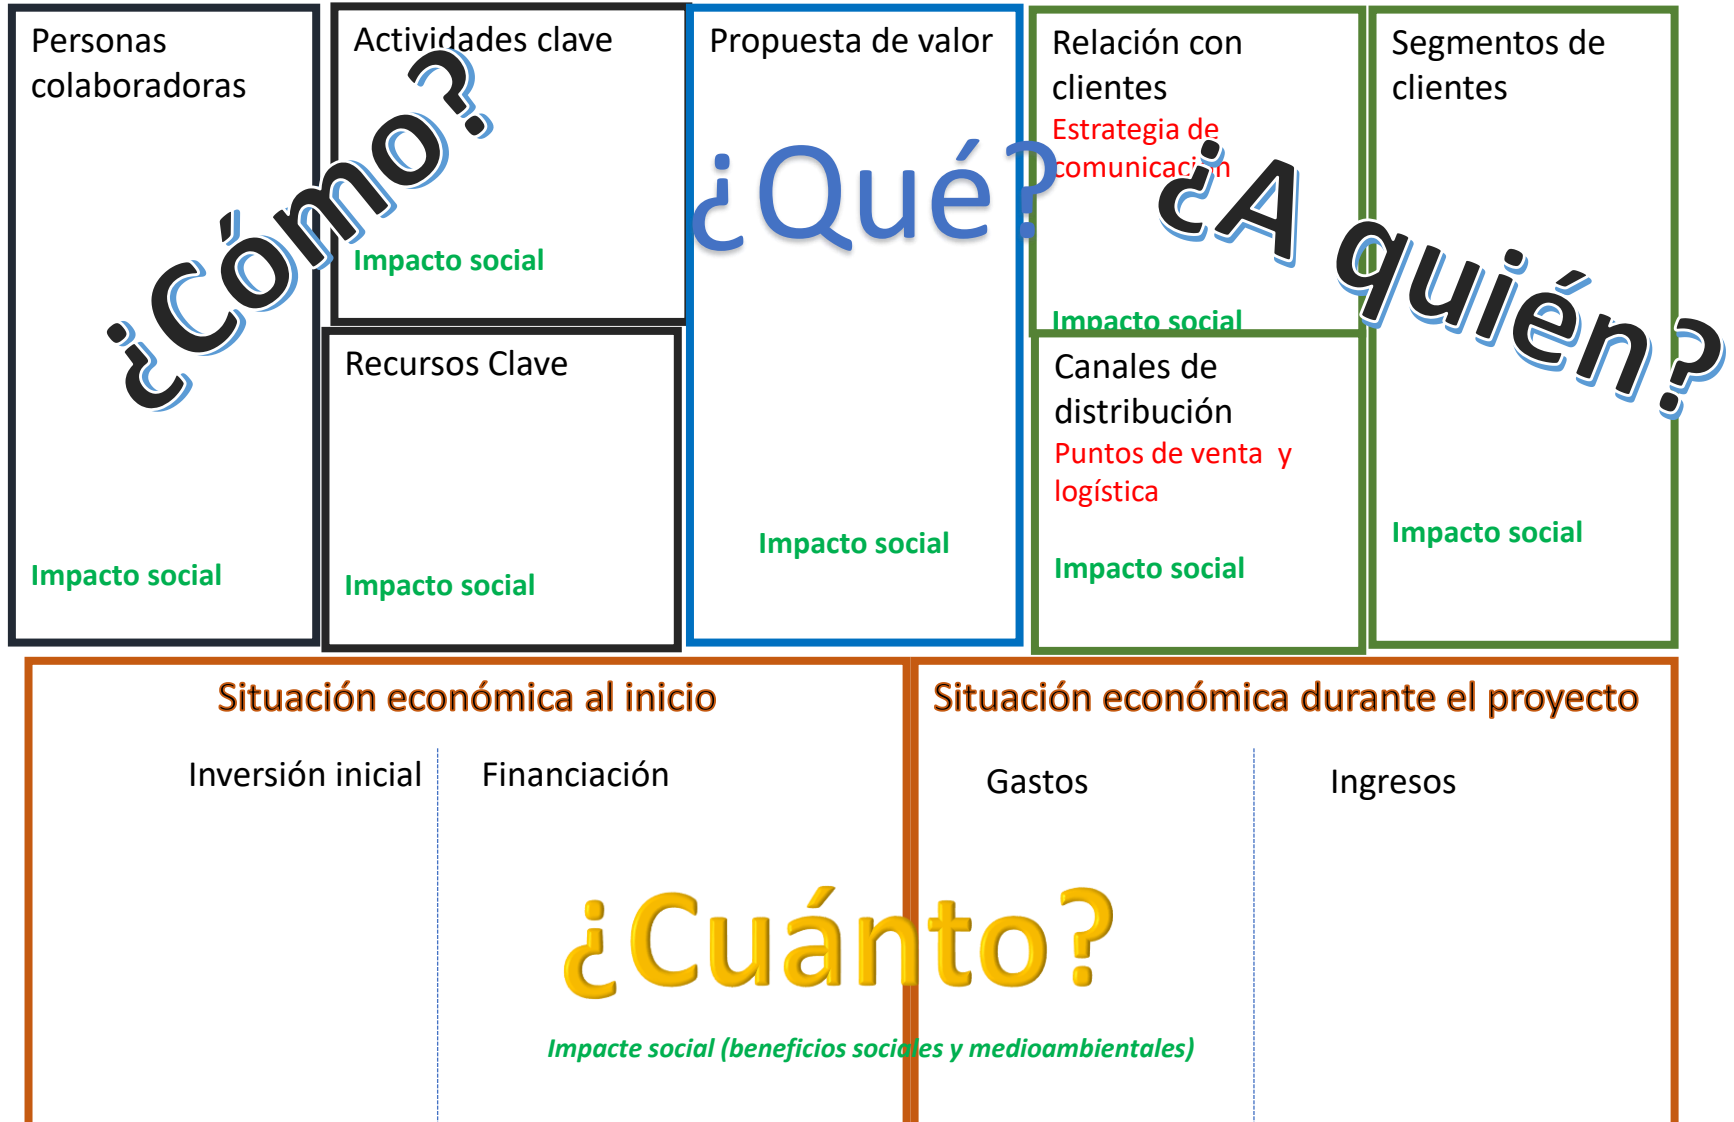 Personas
colaboradoras
Impacto social
¿Cómo?
Actividades clave
Impacto social
Recursos Clave
Impacto social
Propuesta de valor
¿Qué?
Impacto social
Relación con
clientes
Estrategia de
comunicación
Impacto social
Canales de
distribución
Puntos de venta y
logística
Impacto social
¿A quién?
Segmentos de
clientes
Impacto social
Situación económica al inicio
Inversión inicial
Financiación
Situación económica durante el proyecto
Gastos
Ingresos
¿Cuánto?
Impacte social (beneficios sociales y medioambientales)